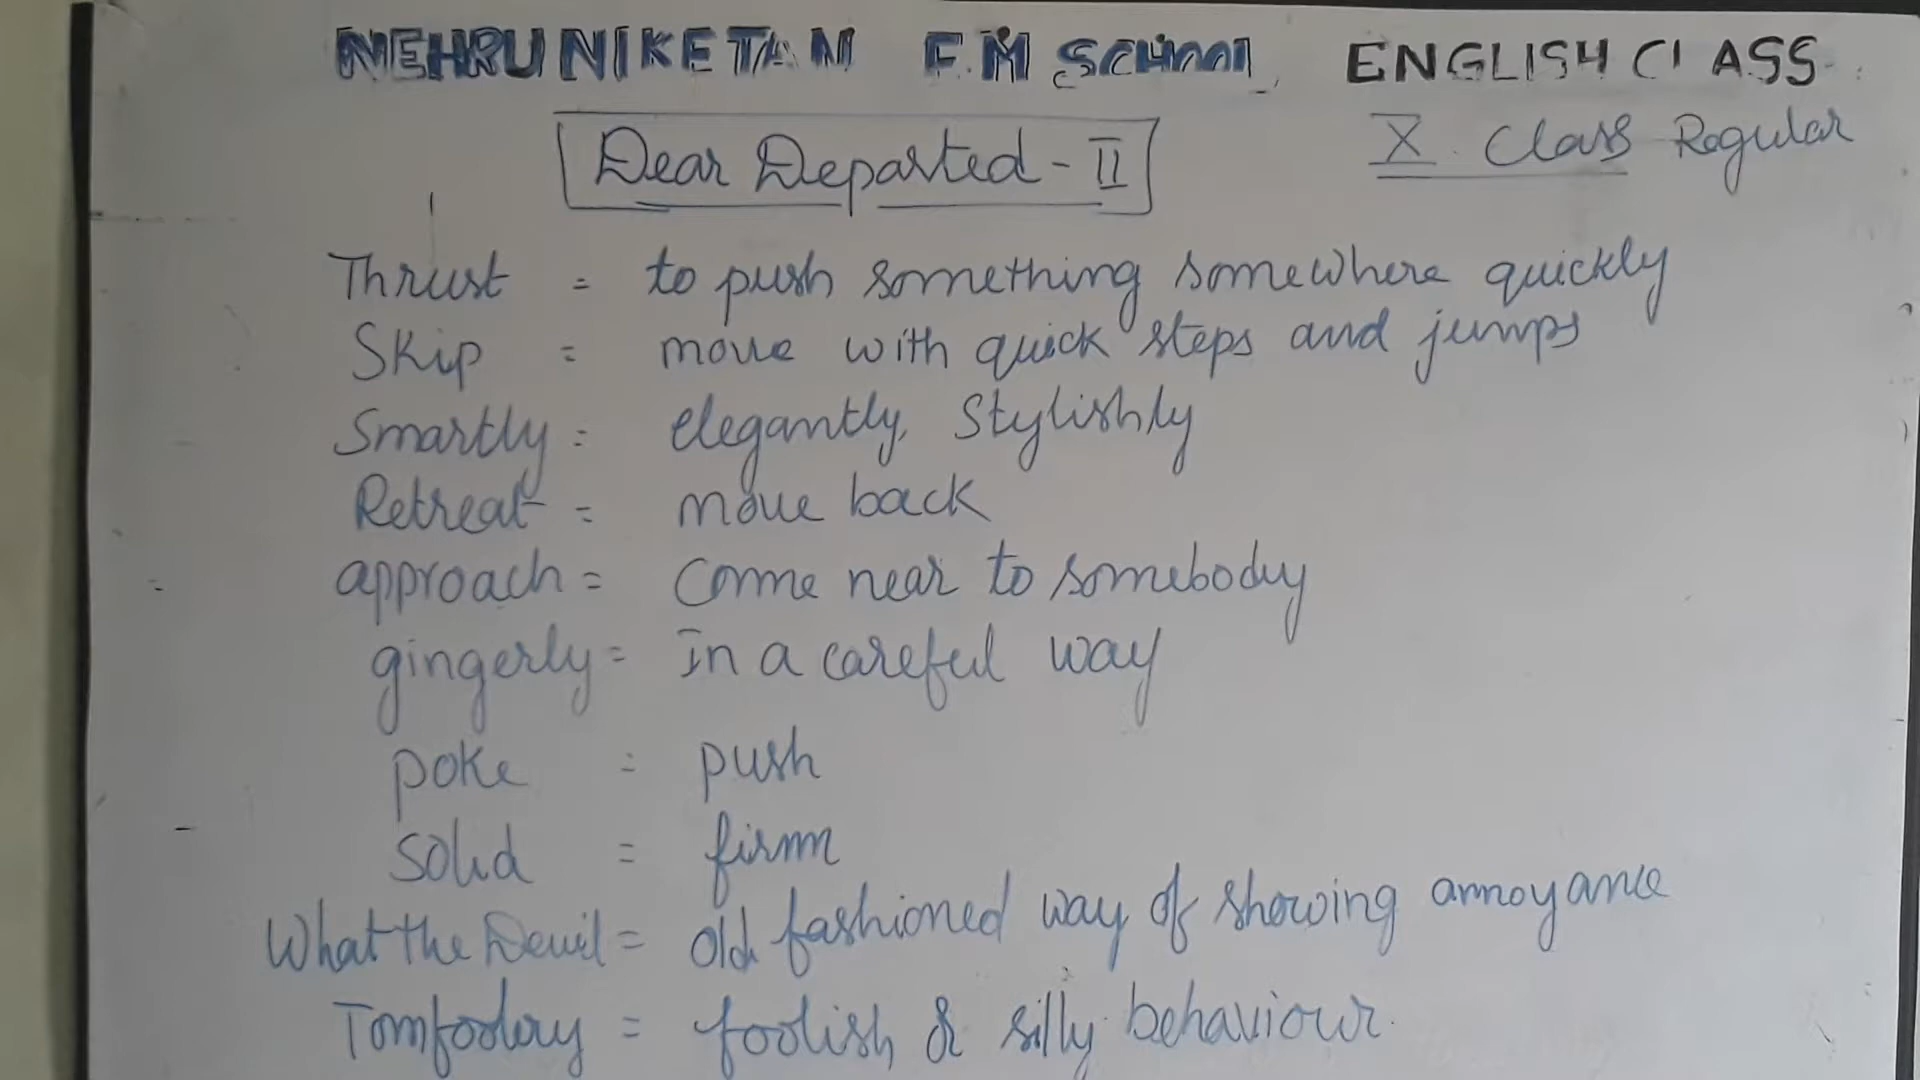 NEHRU NIKETAN E.M SCHOOL ENGLISH CLASS
Dear Departed - II
X Class Regular
Thrust = to push something somewhere quickly
Skip = move with quick steps and jumps
Smartly = elegantly, Stylishly
Retreat = move back
approach = Come near to somebody
gingerly = In a careful way
poke = push
solid = firm
What the Devil = old fashioned way of showing annoyance
Tomfoolery = foolish & silly behaviour.